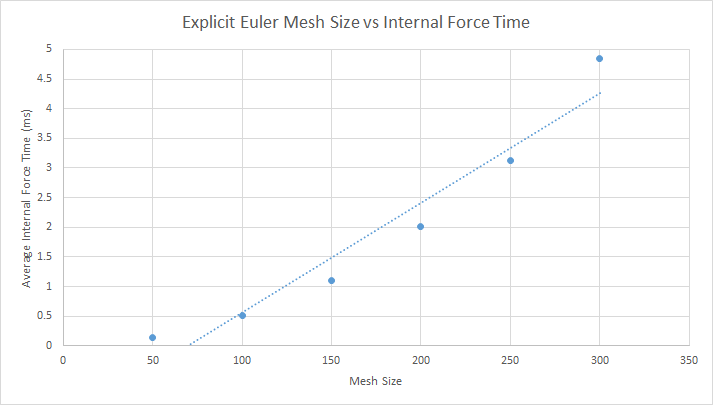 Explicit Euler Mesh Size vs Internal Force Time
Average Internal Force Time (ms)
5
4.5
4
3.5
3
2.5
2
1.5
1
0.5
0
0 50 100 150 200 250 300 350
Mesh Size